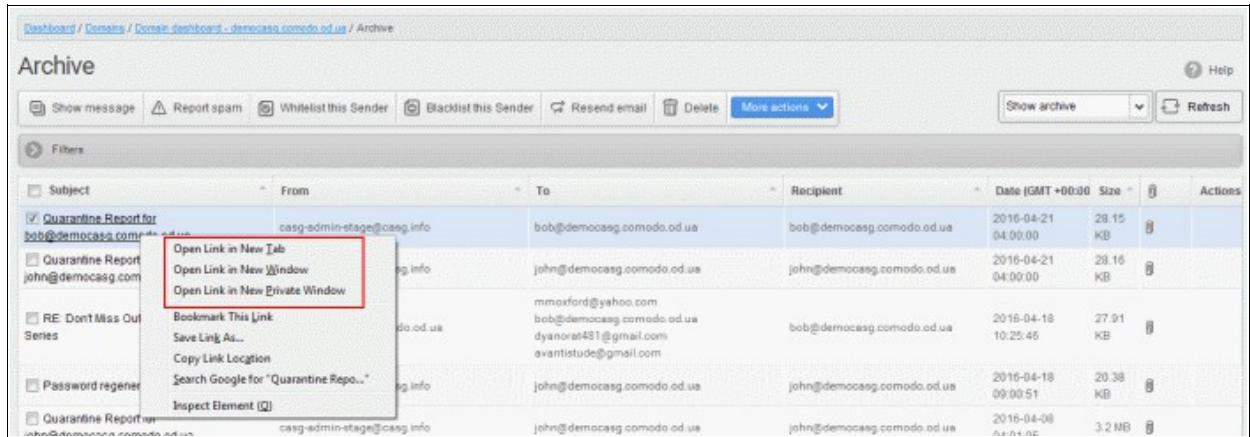 Dashboard / Domains / Domain dashboard - democasg.comodo.od.ua / Archive
Archive
Help
Show message Report spam Whitelist this Sender Blacklist this Sender Resend email Delete More actions Show archive Refresh
Filters
Subject From To Recipient Date (GMT +00:00 Size Actions
Quarantine Report for
bob@democasg.comodo.od.ua casg-admin-stage@casg.info bob@democasg.comodo.od.ua bob@democasg.comodo.od.ua 2016-04-21
04:00:00 28.15
KB
Open Link in New Tab
Open Link in New Window
Open Link in New Private Window
Bookmark This Link
Save Link As...
Copy Link Location
Search Google for "Quarantine Repo..."
Inspect Element (Q)
Quarantine Report
john@democasg.com sg.info john@democasg.comodo.od.ua john@democasg.comodo.od.ua 2016-04-21
04:00:00 28.16
KB
RE: Don't Miss Out
Series do.od.ua
mmoxford@yahoo.com
bob@democasg.comodo.od.ua
dyanorat481@gmail.com
avantistude@gmail.com
bob@democasg.comodo.od.ua 2016-04-18
10:25:46 27.91
KB
Password regener sg.info john@democasg.comodo.od.ua john@democasg.comodo.od.ua 2016-04-18
09:00:51 20.38
KB
Quarantine Report for
john@democasg.comodo.od.ua casg-admin-stage@casg.info john@democasg.comodo.od.ua john@democasg.comodo.od.ua 2016-04-08
3.2 MB